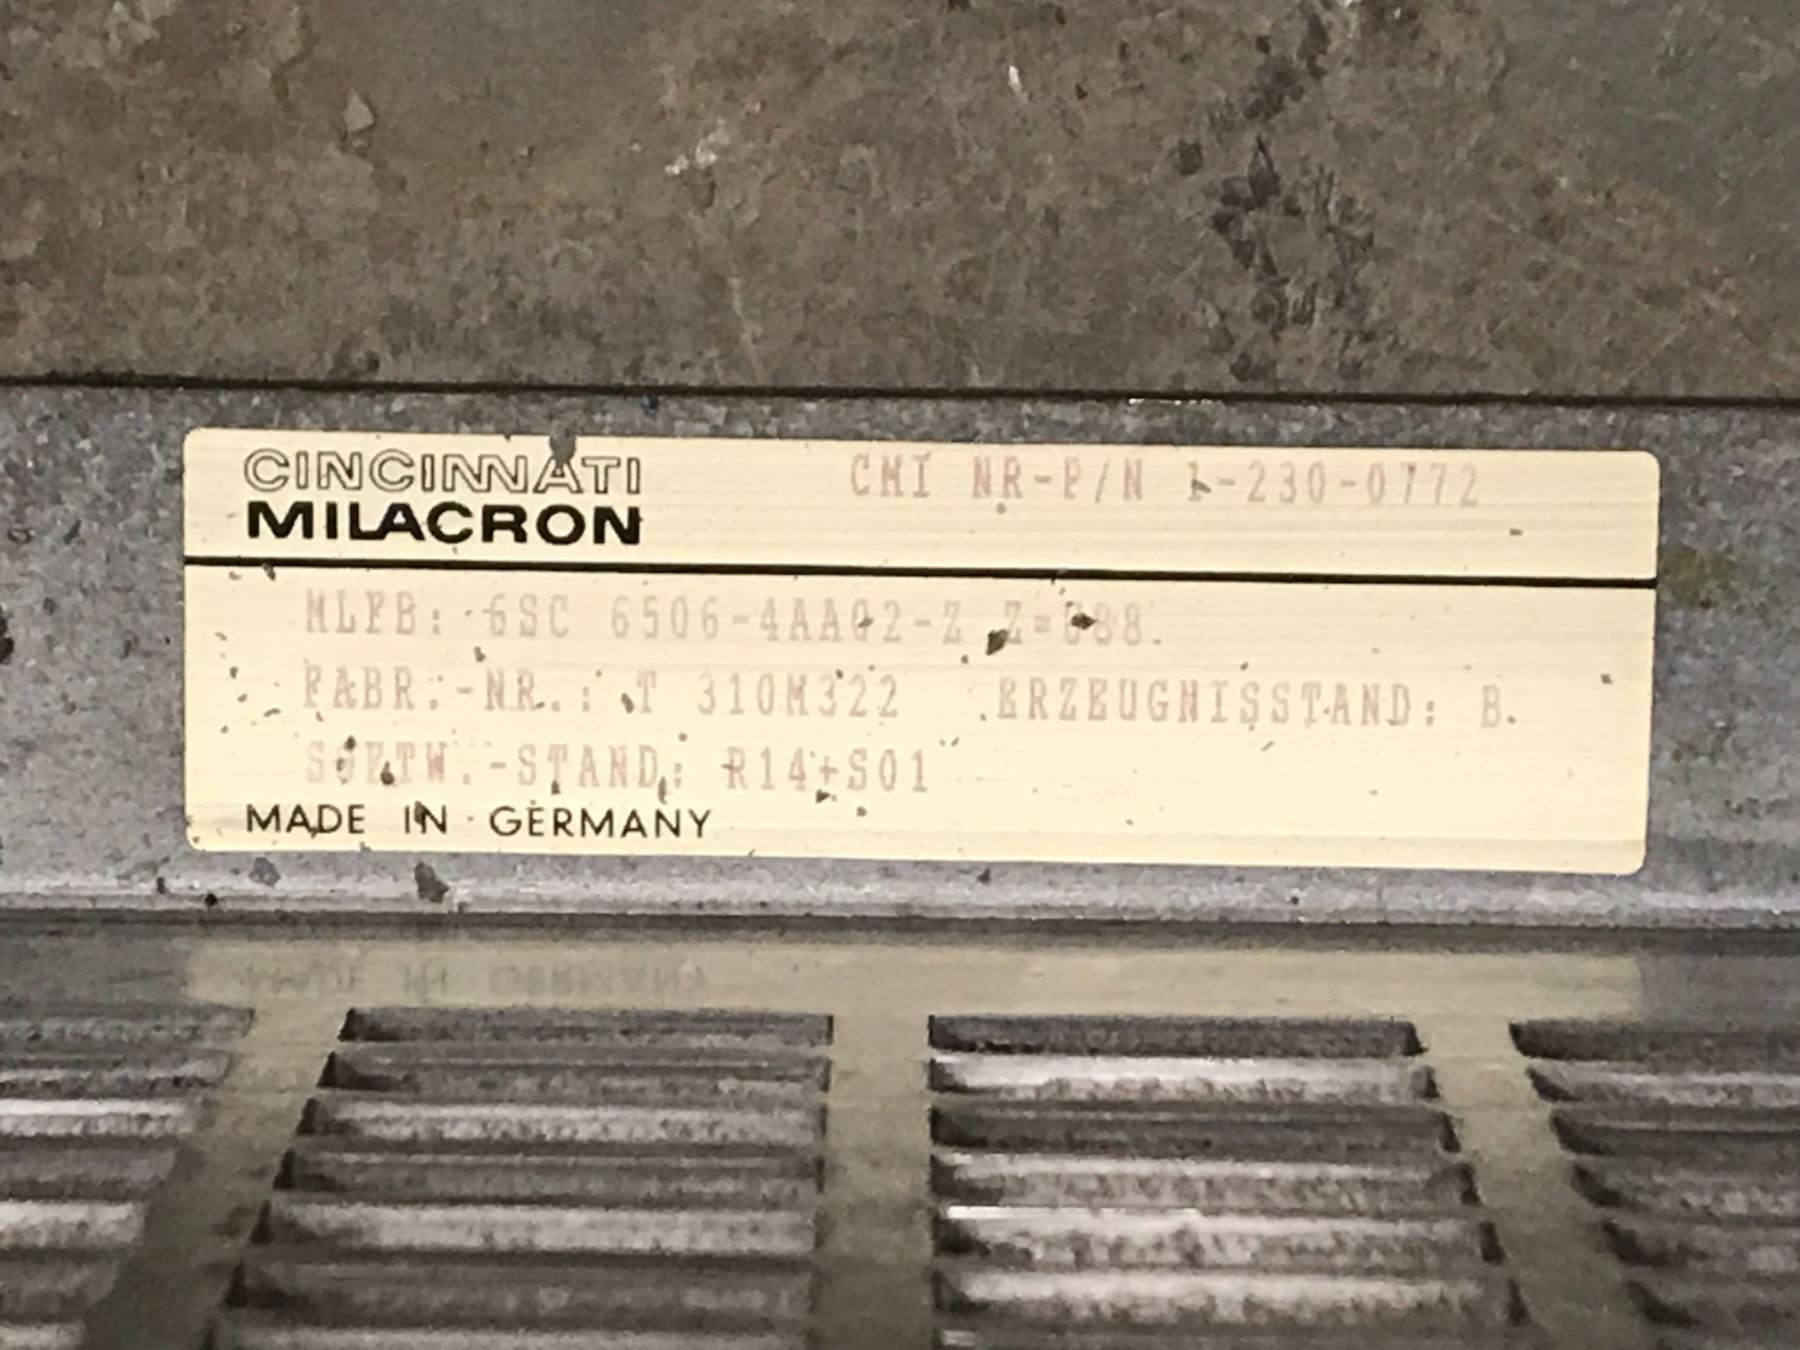 CINCINNATI
MILACRON
CMI NR-P/N 1-230-0772
MLFB: 6SC 6506-4AA02-Z
FABR.-NR.: T 310M322 ERZEUGNISSTAND: B.
SOFTW.-STAND: R14+S01
MADE IN GERMANY